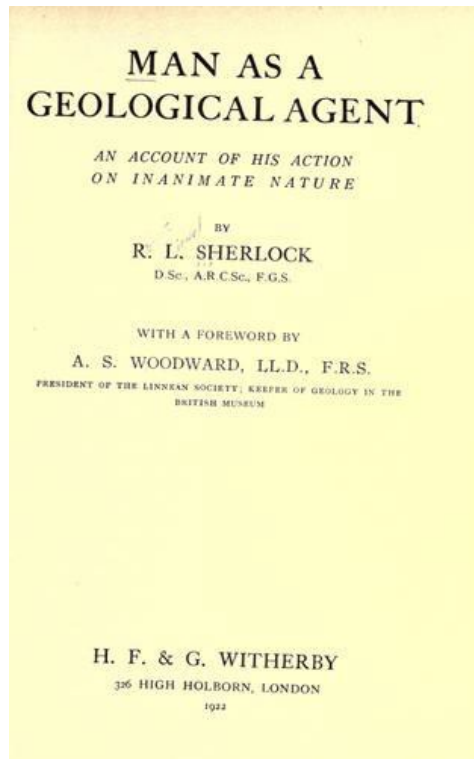 MAN AS A
GEOLOGICAL AGENT
AN ACCOUNT OF HIS ACTION
ON INANIMATE NATURE
BY
R. L. SHERLOCK
D.Sc., A.R.C.Sc., F.G.S.
WITH A FOREWORD BY
A. S. WOODWARD, LL.D., F.R.S.
PRESIDENT OF THE LINNEAN SOCIETY; KEEPER OF GEOLOGY IN THE
BRITISH MUSEUM
H. F. & G. WITHERBY
326 HIGH HOLBORN, LONDON
1922